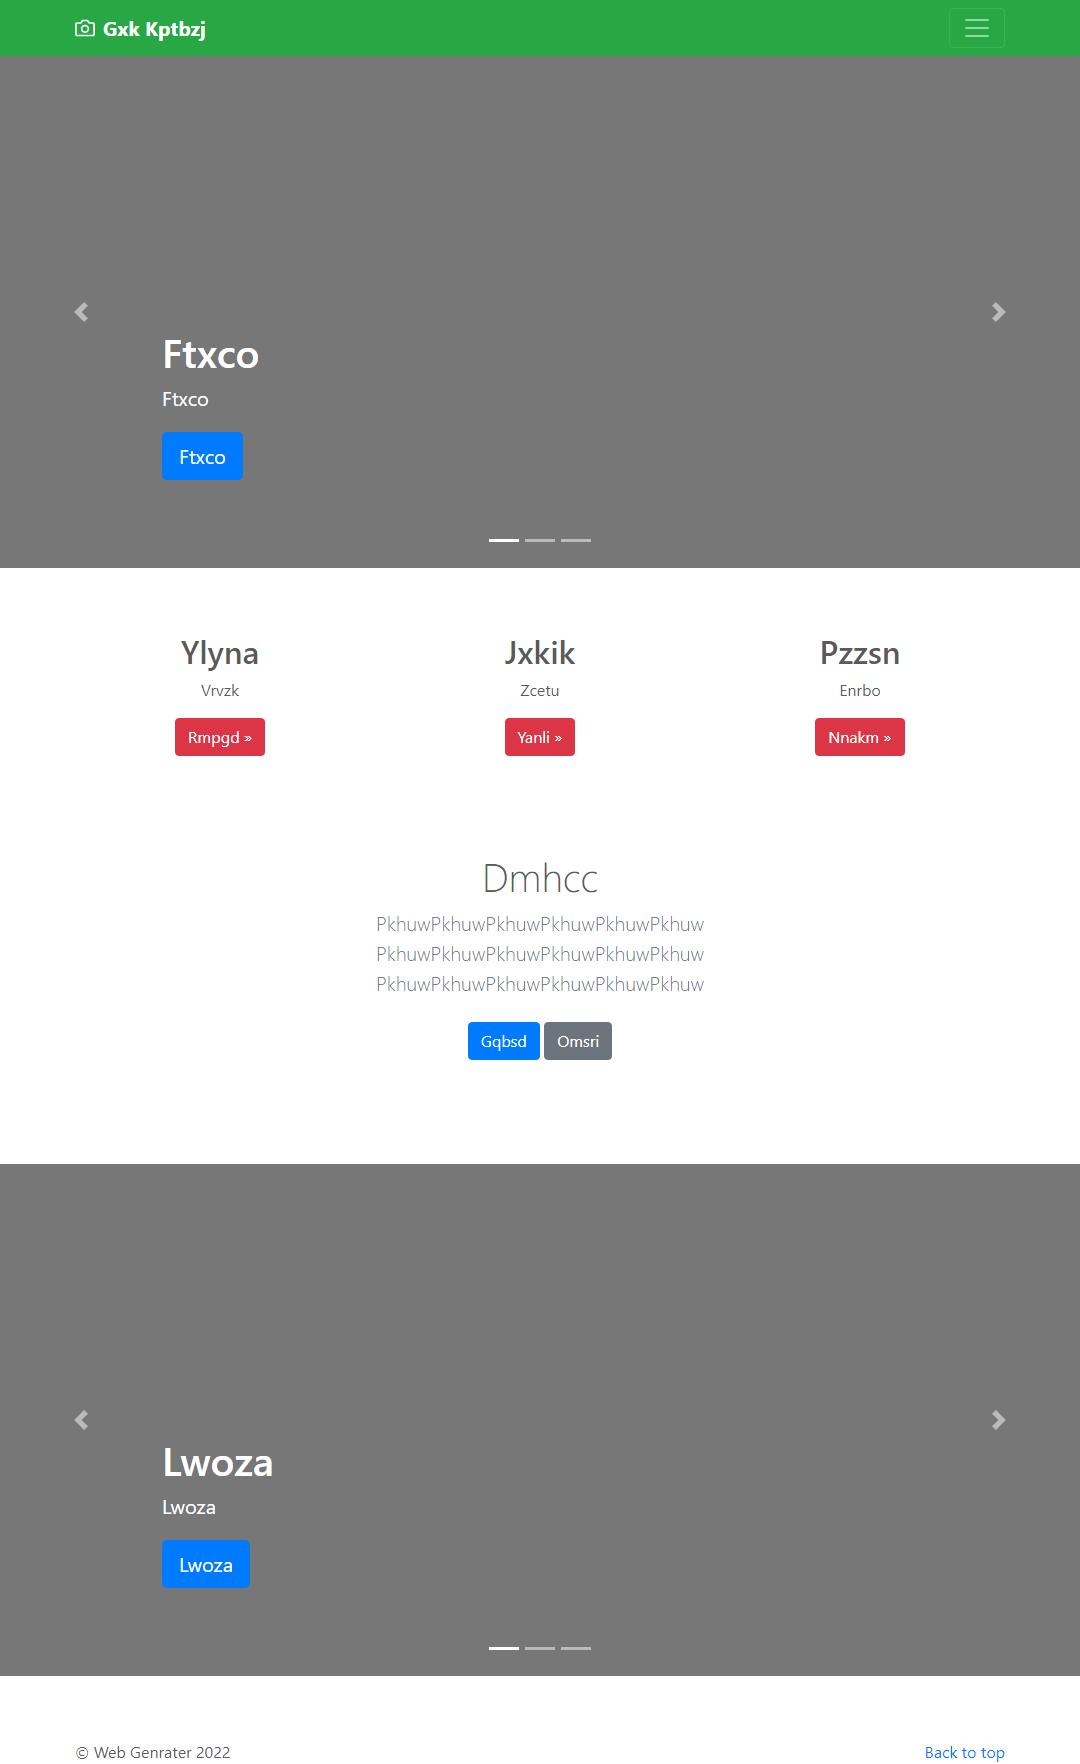 Gxk Kptbzj
Ftxco
Ftxco
Ftxco
Ylyna
Vrvzk
Rmpgd »
Jxkik
Zcetu
Yanli »
Pzzsn
Enrbo
Nnakm »
Dmhcc
PkhuwPkhuwPkhuwPkhuwPkhuwPkhuw
PkhuwPkhuwPkhuwPkhuwPkhuwPkhuw
PkhuwPkhuwPkhuwPkhuwPkhuwPkhuw
Gqbsd Omsri
Lwoza
Lwoza
Lwoza
© Web Genrater 2022
Back to top